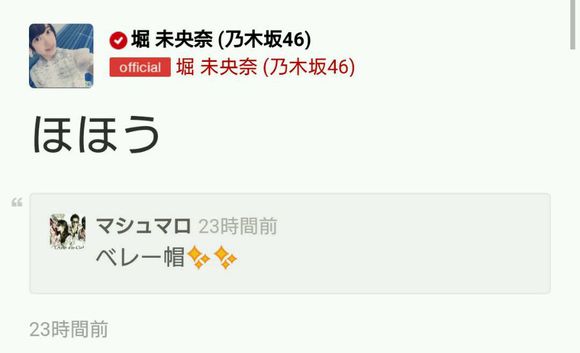 堀 未央奈 (乃木坂46)
official 堀 未央奈 (乃木坂46)
ほほう
マシュマロ 23時間前
ベレー帽✨✨
23時間前